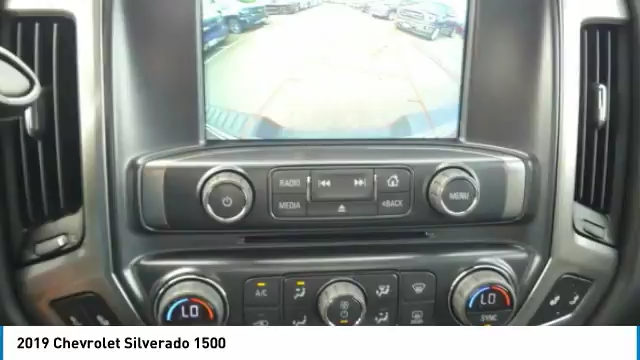 RADIO
MEDIA
BACK
MENU
A/C
LO
LO
SYNC
2019 Chevrolet Silverado 1500